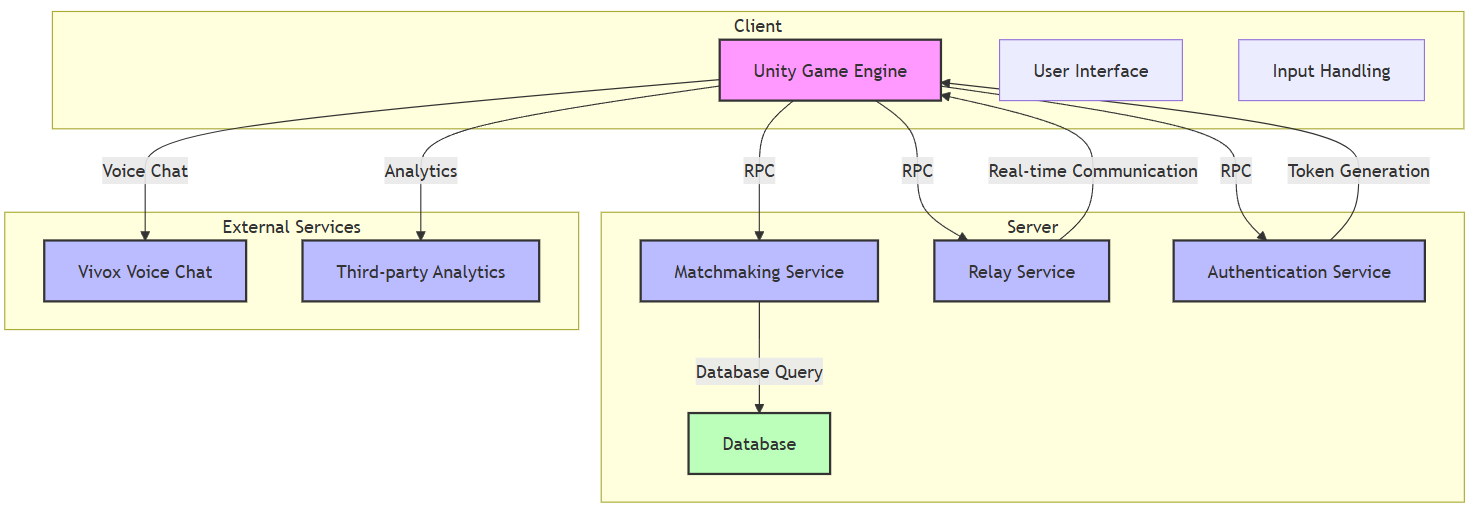 Client
Unity Game Engine
User Interface
Input Handling
Voice Chat
Analytics
RPC
RPC
Real-time Communication
RPC
Token Generation
External Services
Server
Vivox Voice Chat
Third-party Analytics
Matchmaking Service
Relay Service
Authentication Service
Database Query
Database